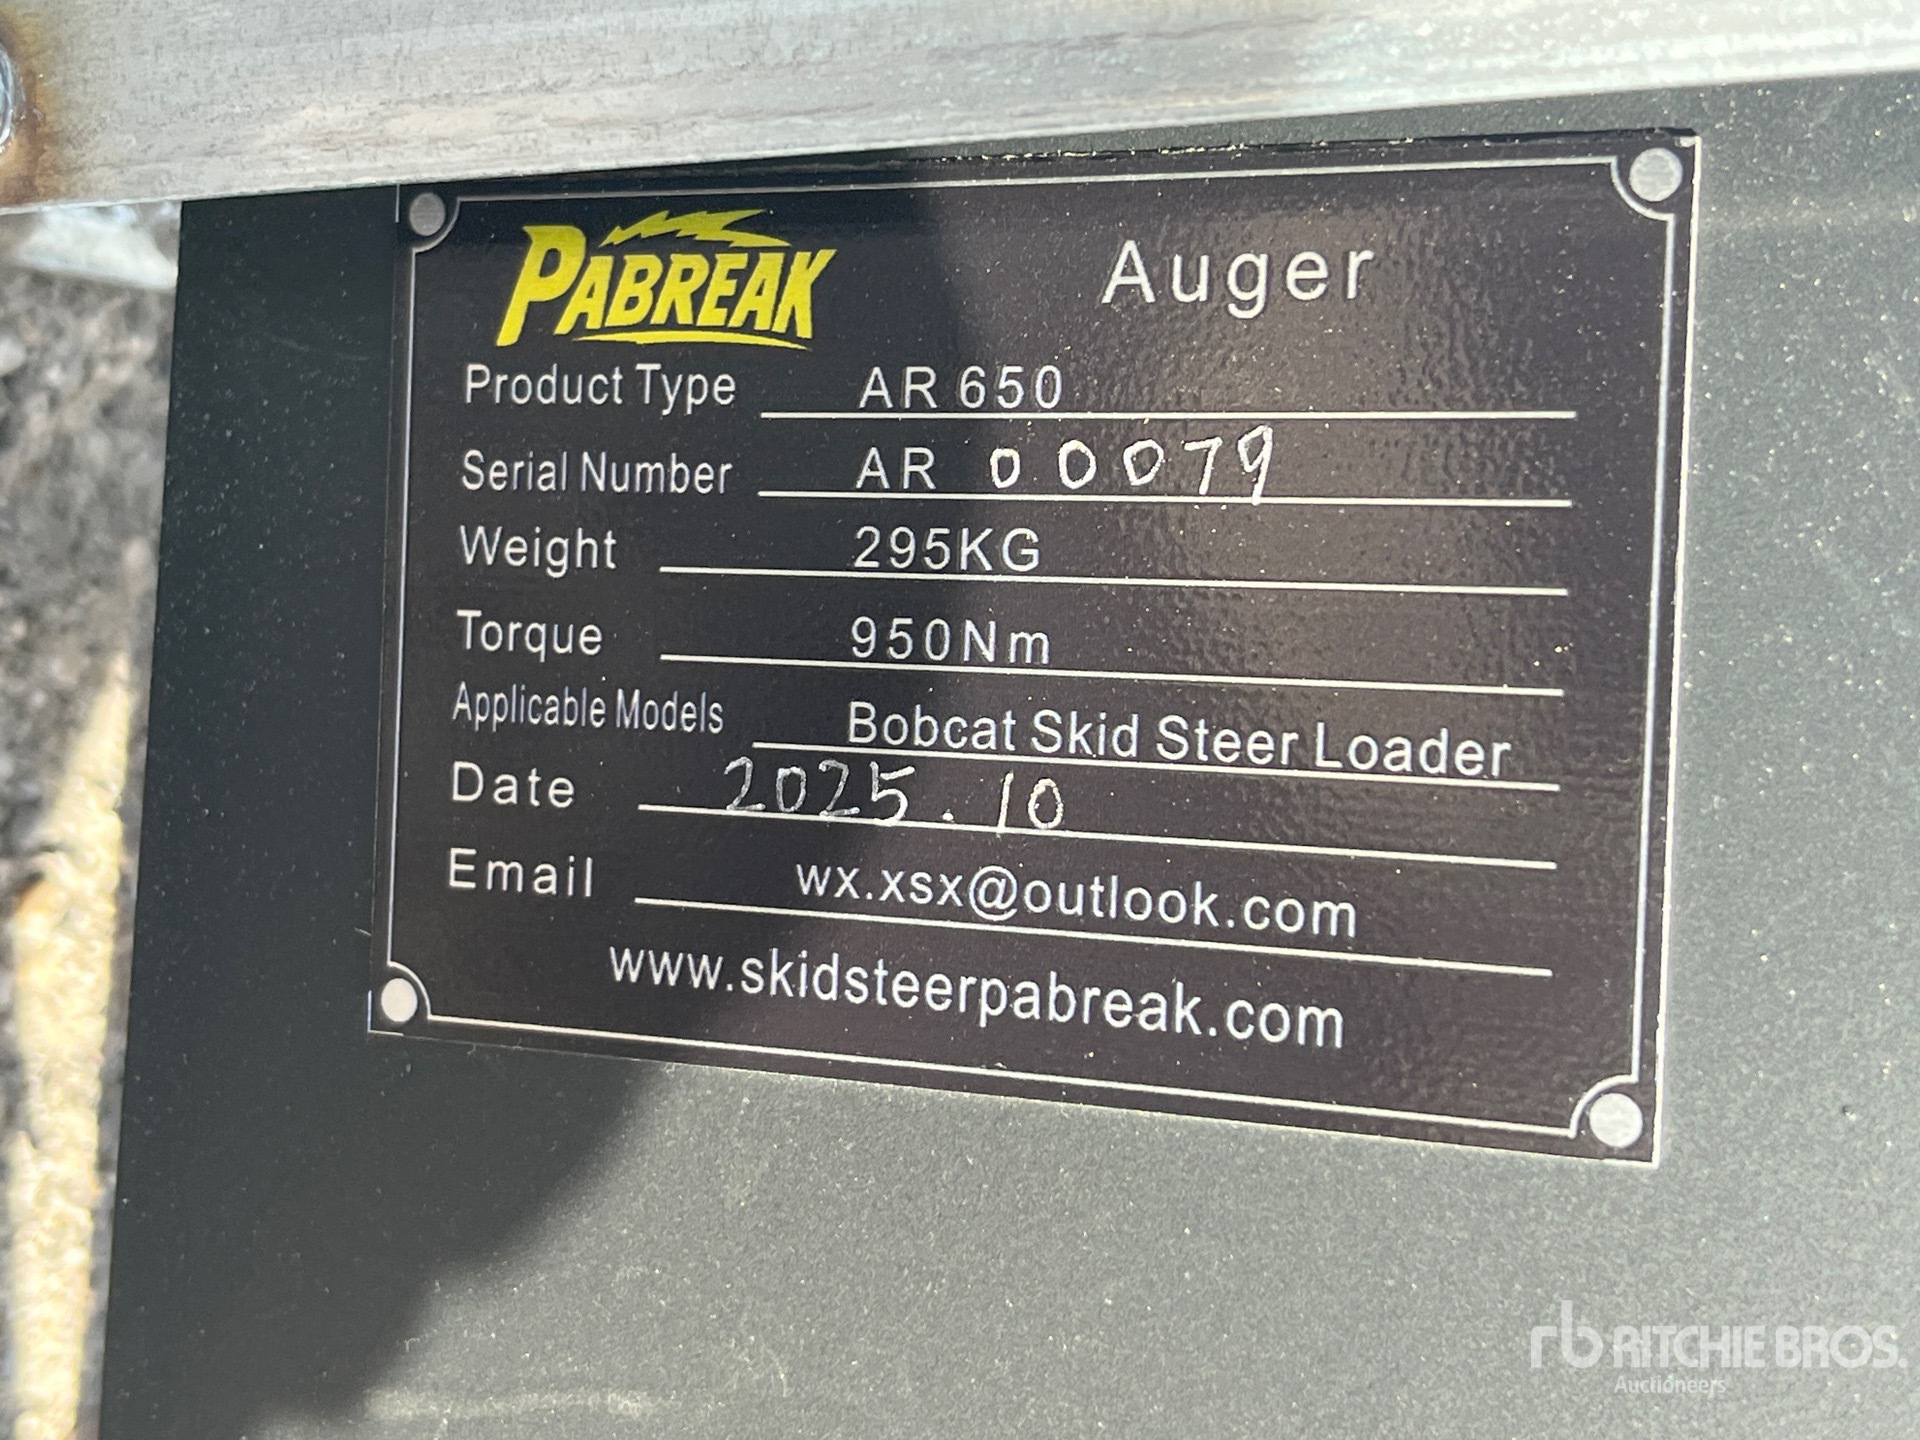 PABREAK Auger
Product Type AR 650
Serial Number AR 00079
Weight 295KG
Torque 950Nm
Applicable Models Bobcat Skid Steer Loader
Date 2025.10
Email wx.xsx@outlook.com
www.skidsteerpabreak.com
rb RITCHIE BROS.
Auctioneers